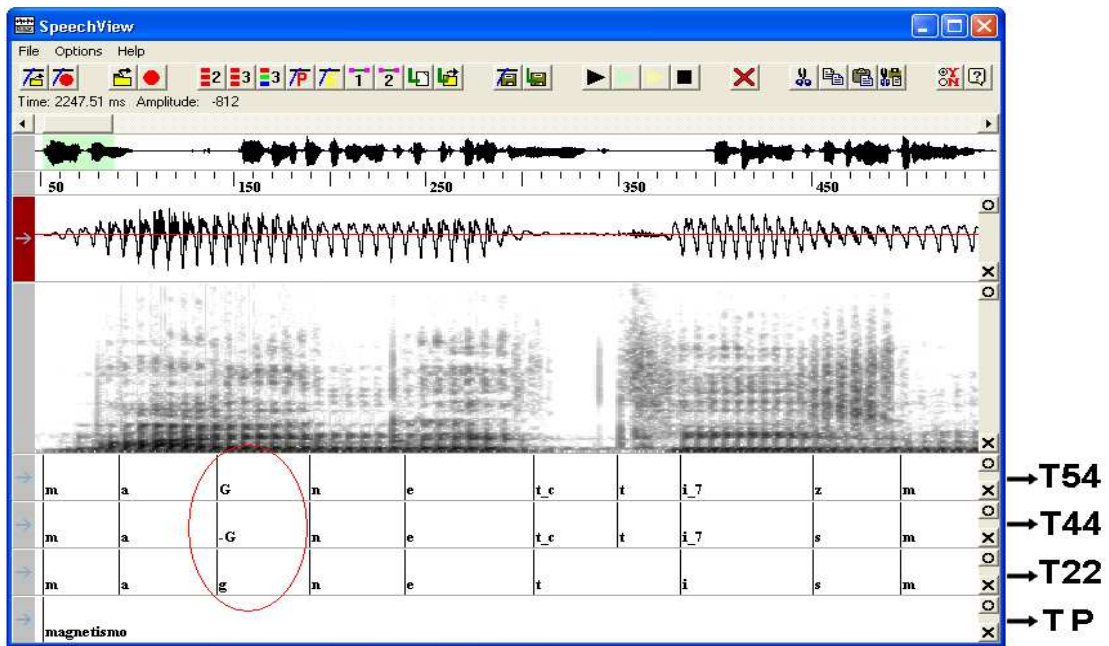 SpeechView
File Options Help
2 3 3 P 1 2
Time: 2247.51 ms Amplitude: -812
50 150 250 350 450
m a G n e t_c t i_7 z m →T54
m a -G n e t_c t i_7 s m →T44
m a g n e t i s m →T22
magnetismo →T P